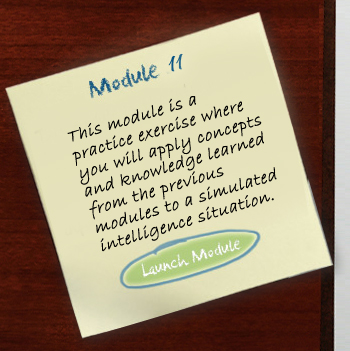 Module 11
This module is a
practice exercise where
you will apply concepts
and knowledge learned
from the previous
modules to a simulated
intelligence situation.
Launch Module